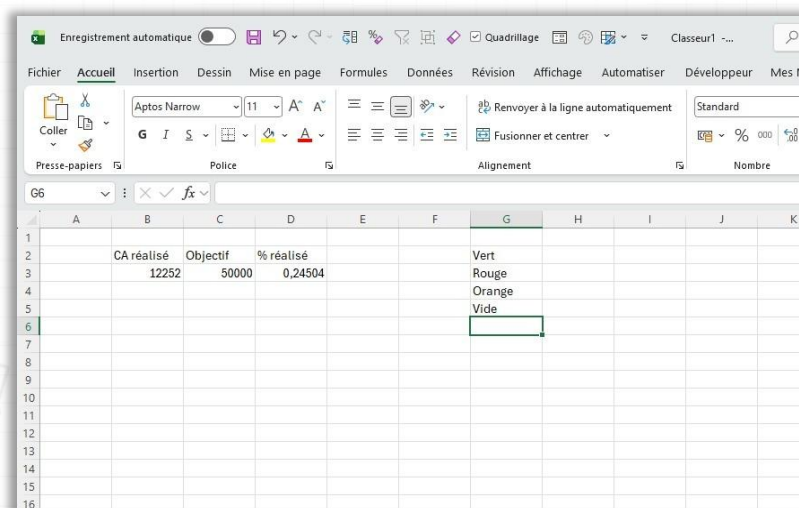 Enregistrement automatique Quadrillage Classeur1 -...
Fichier Accueil Insertion Dessin Mise en page Formules Données Révision Affichage Automatiser Développeur Mes
Aptos Narrow 11 A A ab Renvoyer à la ligne automatiquement Standard
Coller
G I S A Fusionner et centrer % 000
Presse-papiers Police Alignement Nombre
G6 fx
A B C D E F G H I J K
1
2 CA réalisé Objectif % réalisé Vert
3 12252 50000 0,24504 Rouge
4 Orange
5 Vide
6
7
8
9
10
11
12
13
14
15
16